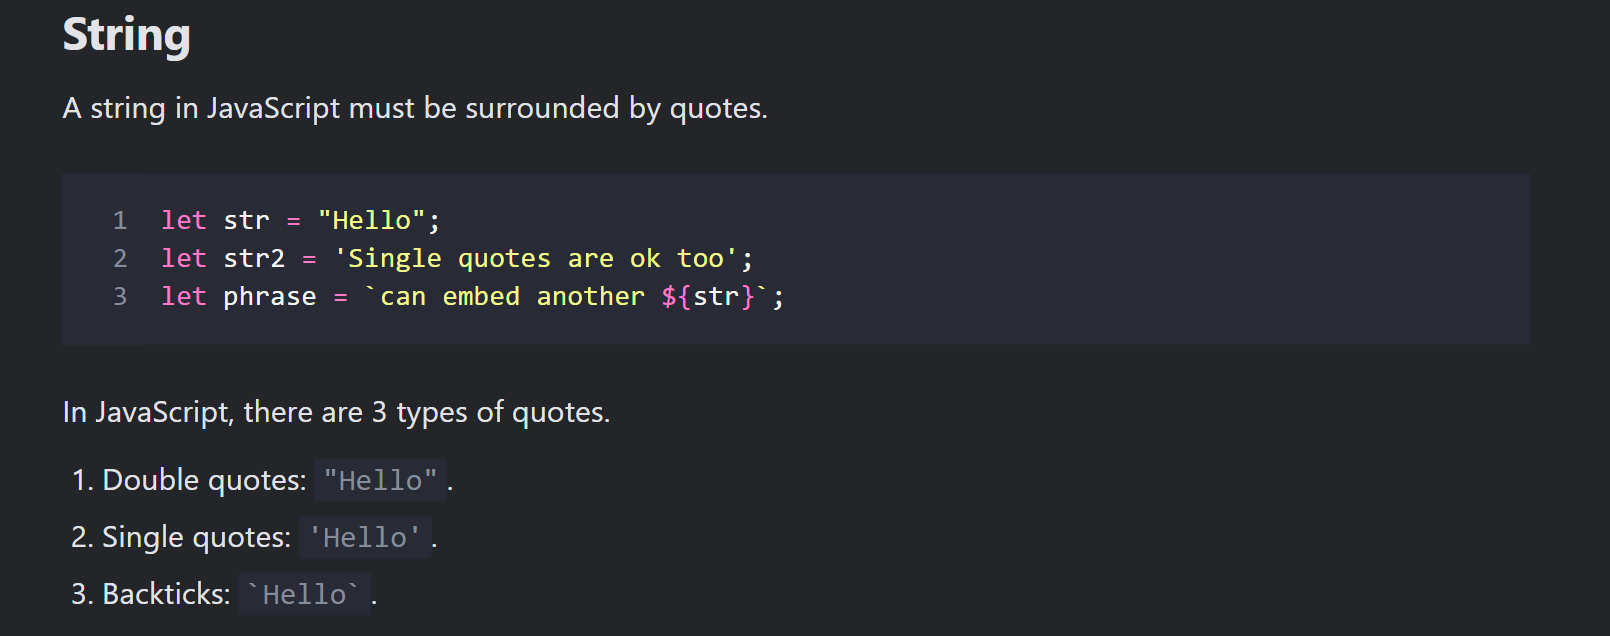 String
A string in JavaScript must be surrounded by quotes.
1 let str = "Hello";
2 let str2 = 'Single quotes are ok too';
3 let phrase = `can embed another ${str}`;
In JavaScript, there are 3 types of quotes.
1. Double quotes: "Hello".
2. Single quotes: 'Hello'.
3. Backticks: `Hello`.